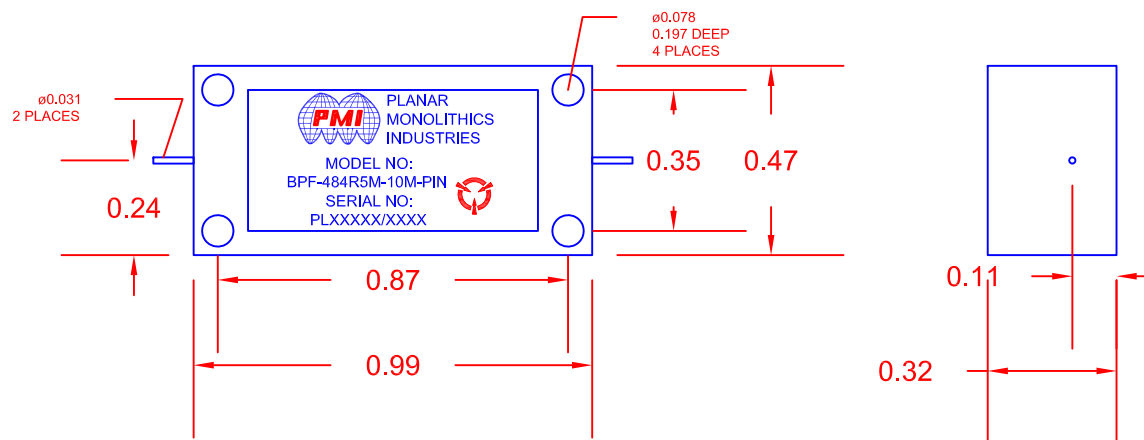 ø0.078
0.197 DEEP
4 PLACES
ø0.031
2 PLACES
PMI
PLANAR
MONOLITHICS
INDUSTRIES
MODEL NO:
BPF-484R5M-10M-PIN
SERIAL NO:
PLXXXXX/XXXX
0.24
0.35
0.47
0.87
0.99
0.11
0.32